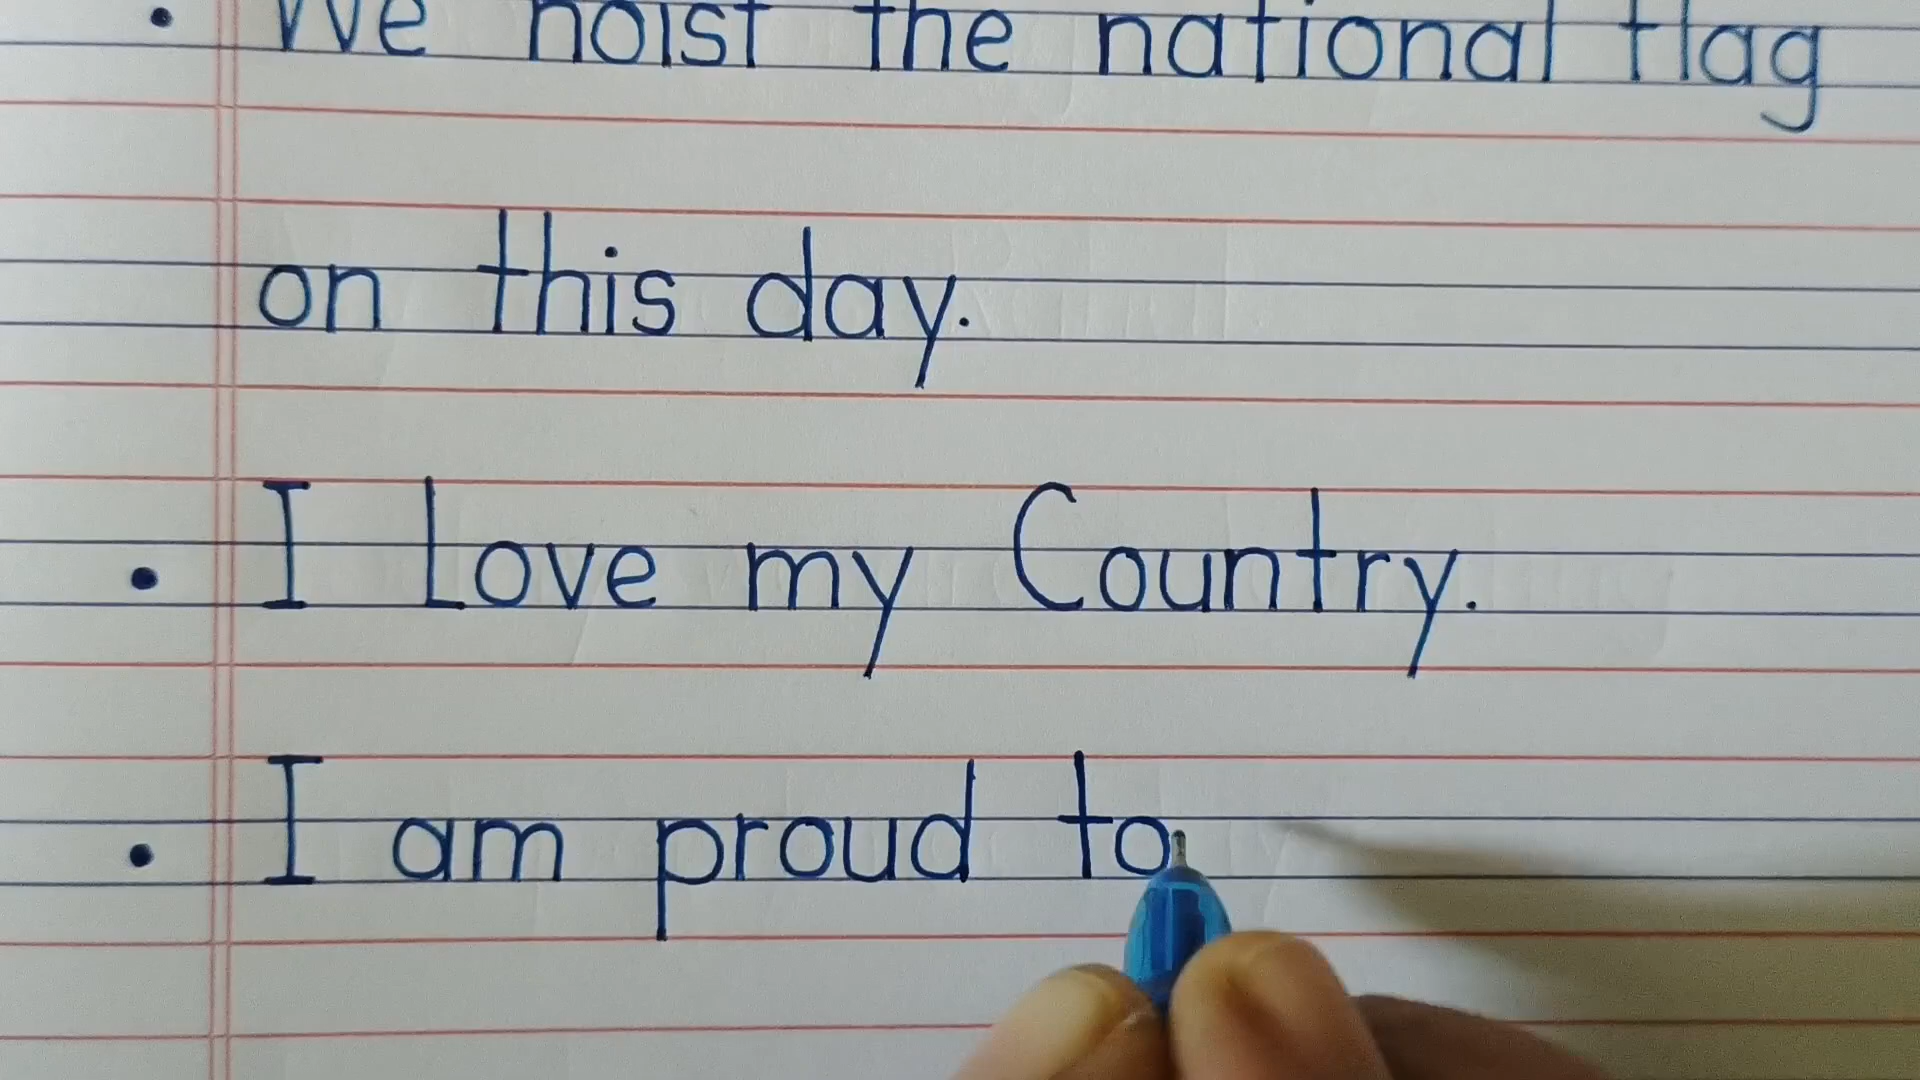 • We hoist the national flag
on this day.
• I Love my Country.
• I am proud to